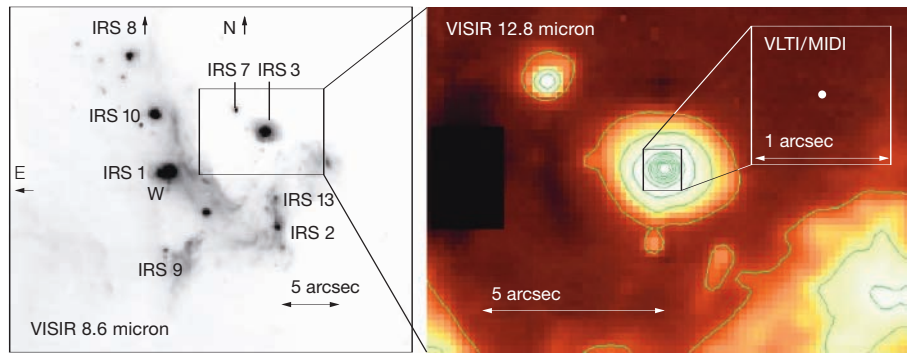 IRS 8
N
IRS 7
IRS 3
IRS 10
E
IRS 1
W
IRS 13
IRS 2
IRS 9
5 arcsec
VISIR 8.6 micron
VISIR 12.8 micron
VLTI/MIDI
1 arcsec
5 arcsec